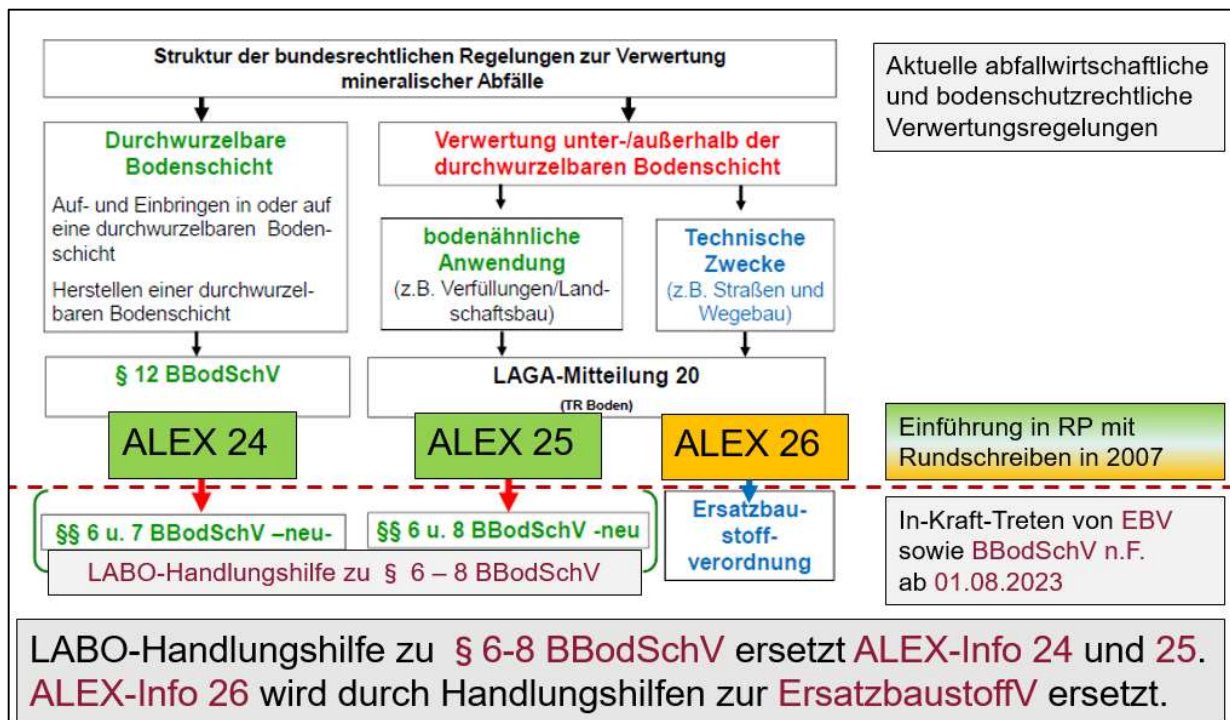 Struktur der bundesrechtlichen Regelungen zur Verwertung
mineralischer Abfälle
Aktuelle abfallwirtschaftliche
und bodenschutzrechtliche
Verwertungsregelungen
Durchwurzelbare
Bodenschicht
Auf- und Einbringen in oder auf
eine durchwurzelbaren Boden-
schicht
Herstellen einer durchwurzel-
baren Bodenschicht
Verwertung unter-/außerhalb der
durchwurzelbaren Bodenschicht
bodenähnliche
Anwendung
(z.B. Verfüllungen/Land-
schaftsbau)
Technische
Zwecke
(z.B. Straßen und
Wegebau)
§ 12 BBodSchV
LAGA-Mitteilung 20
(TR Boden)
ALEX 24
ALEX 25
ALEX 26
Einführung in RP mit
Rundschreiben in 2007
§§ 6 u. 7 BBodSchV –neu-
§§ 6 u. 8 BBodSchV -neu
LABO-Handlungshilfe zu § 6 – 8 BBodSchV
Ersatzbau-
stoff-
verordnung
In-Kraft-Treten von EBV
sowie BBodSchV n.F.
ab 01.08.2023
LABO-Handlungshilfe zu § 6-8 BBodSchV ersetzt ALEX-Info 24 und 25.
ALEX-Info 26 wird durch Handlungshilfen zur ErsatzbaustoffV ersetzt.